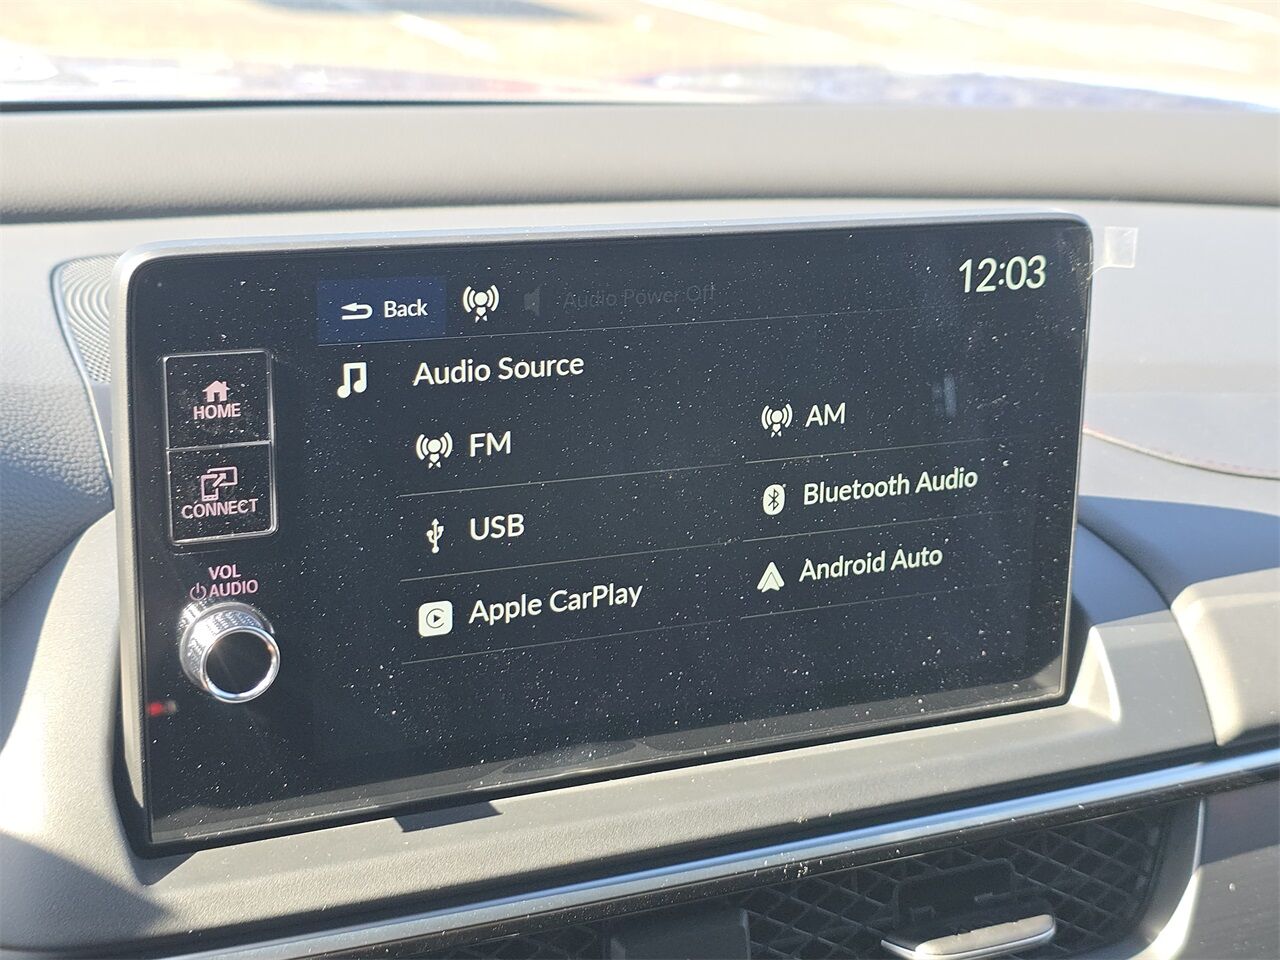 Back
Audio Power Off
12:03
Audio Source
FM
AM
USB
Bluetooth Audio
Apple CarPlay
Android Auto
HOME
CONNECT
VOL
AUDIO